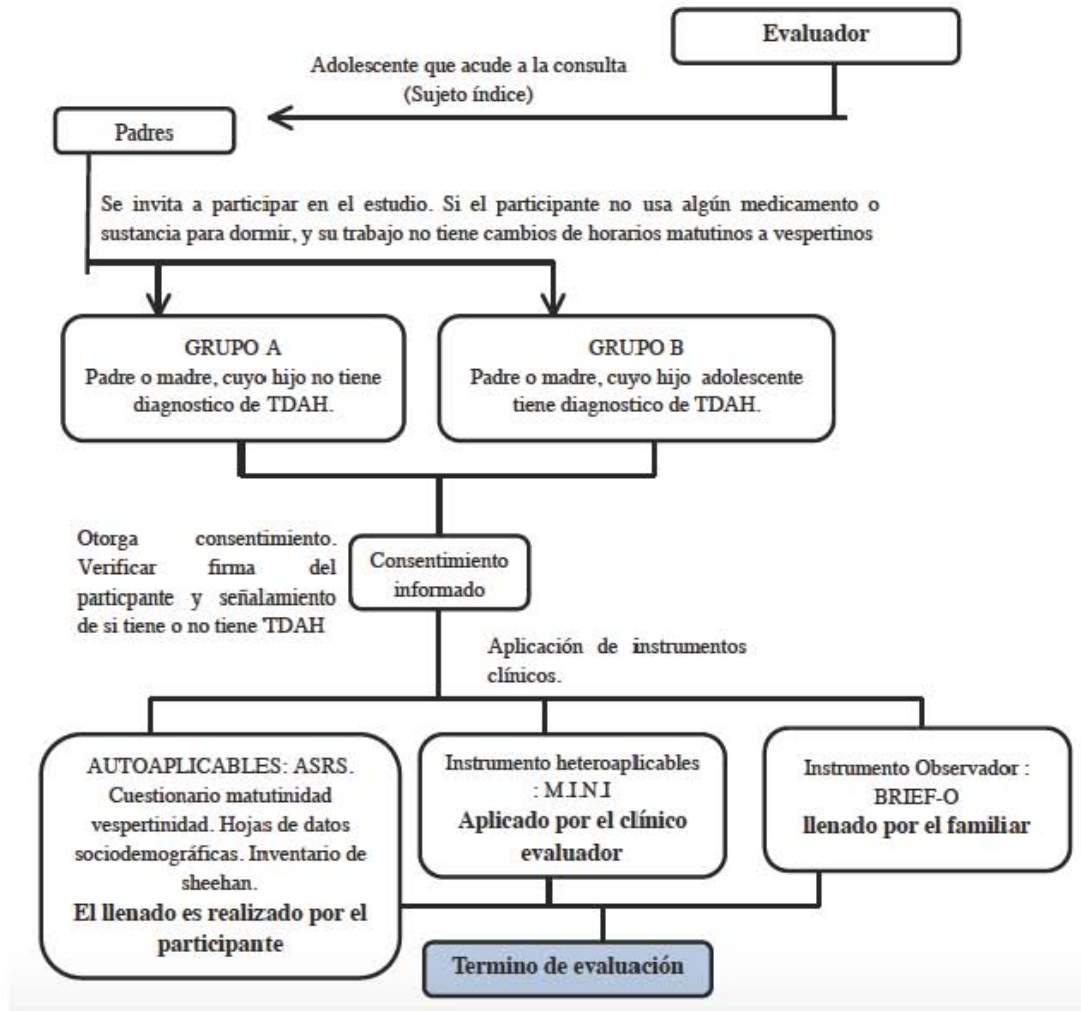 Evaluador
Adolescente que acude a la consulta
(Sujeto índice)
Padres
Se invita a participar en el estudio. Si el participante no usa algún medicamento o
sustancia para dormir, y su trabajo no tiene cambios de horarios matutinos a vespertinos
GRUPO A
Padre o madre, cuyo hijo no tiene
diagnostico de TDAH.
GRUPO B
Padre o madre, cuyo hijo adolescente
tiene diagnostico de TDAH.
Otorga consentimiento.
Verificar firma del
particpante y señalamiento
de si tiene o no tiene TDAH
Consentimiento
informado
Aplicación de instrumentos
clínicos.
AUTOAPLICABLES: ASRS.
Cuestionario matutinidad
vespertinidad. Hojas de datos
sociodemográficas. Inventario de
sheehan.
El llenado es realizado por el
participante
Instrumento heteroaplicables
: M.I.N.I
Aplicado por el clínico
evaluador
Instrumento Observador :
BRIEF-O
llenado por el familiar
Termino de evaluación